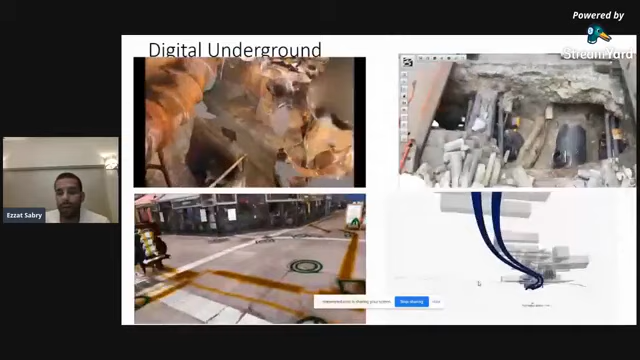 Powered by
StreamYard
Digital Underground
Ezzat Sabry
Stop sharing